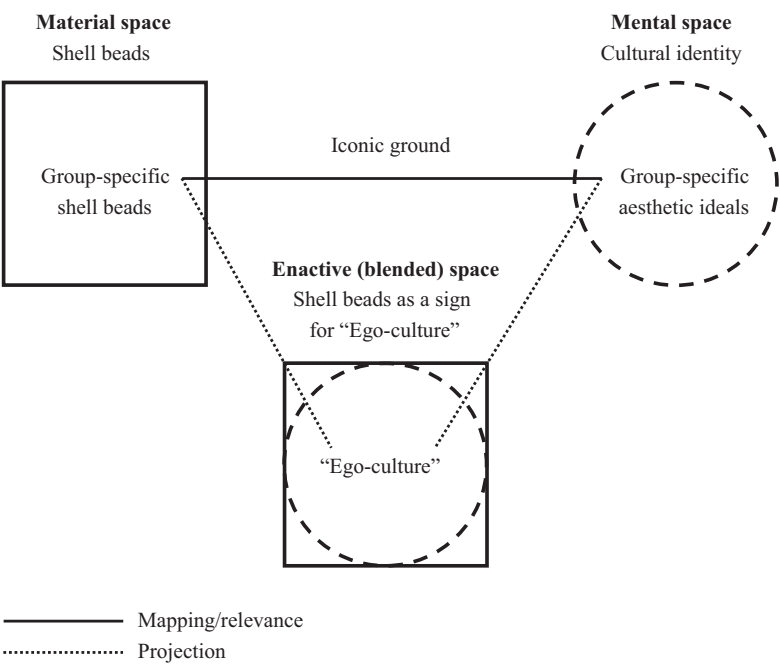 Material space
Shell beads
Mental space
Cultural identity
Group-specific
shell beads
Iconic ground
Group-specific
aesthetic ideals
Enactive (blended) space
Shell beads as a sign
for “Ego-culture”
“Ego-culture”
Mapping/relevance
Projection